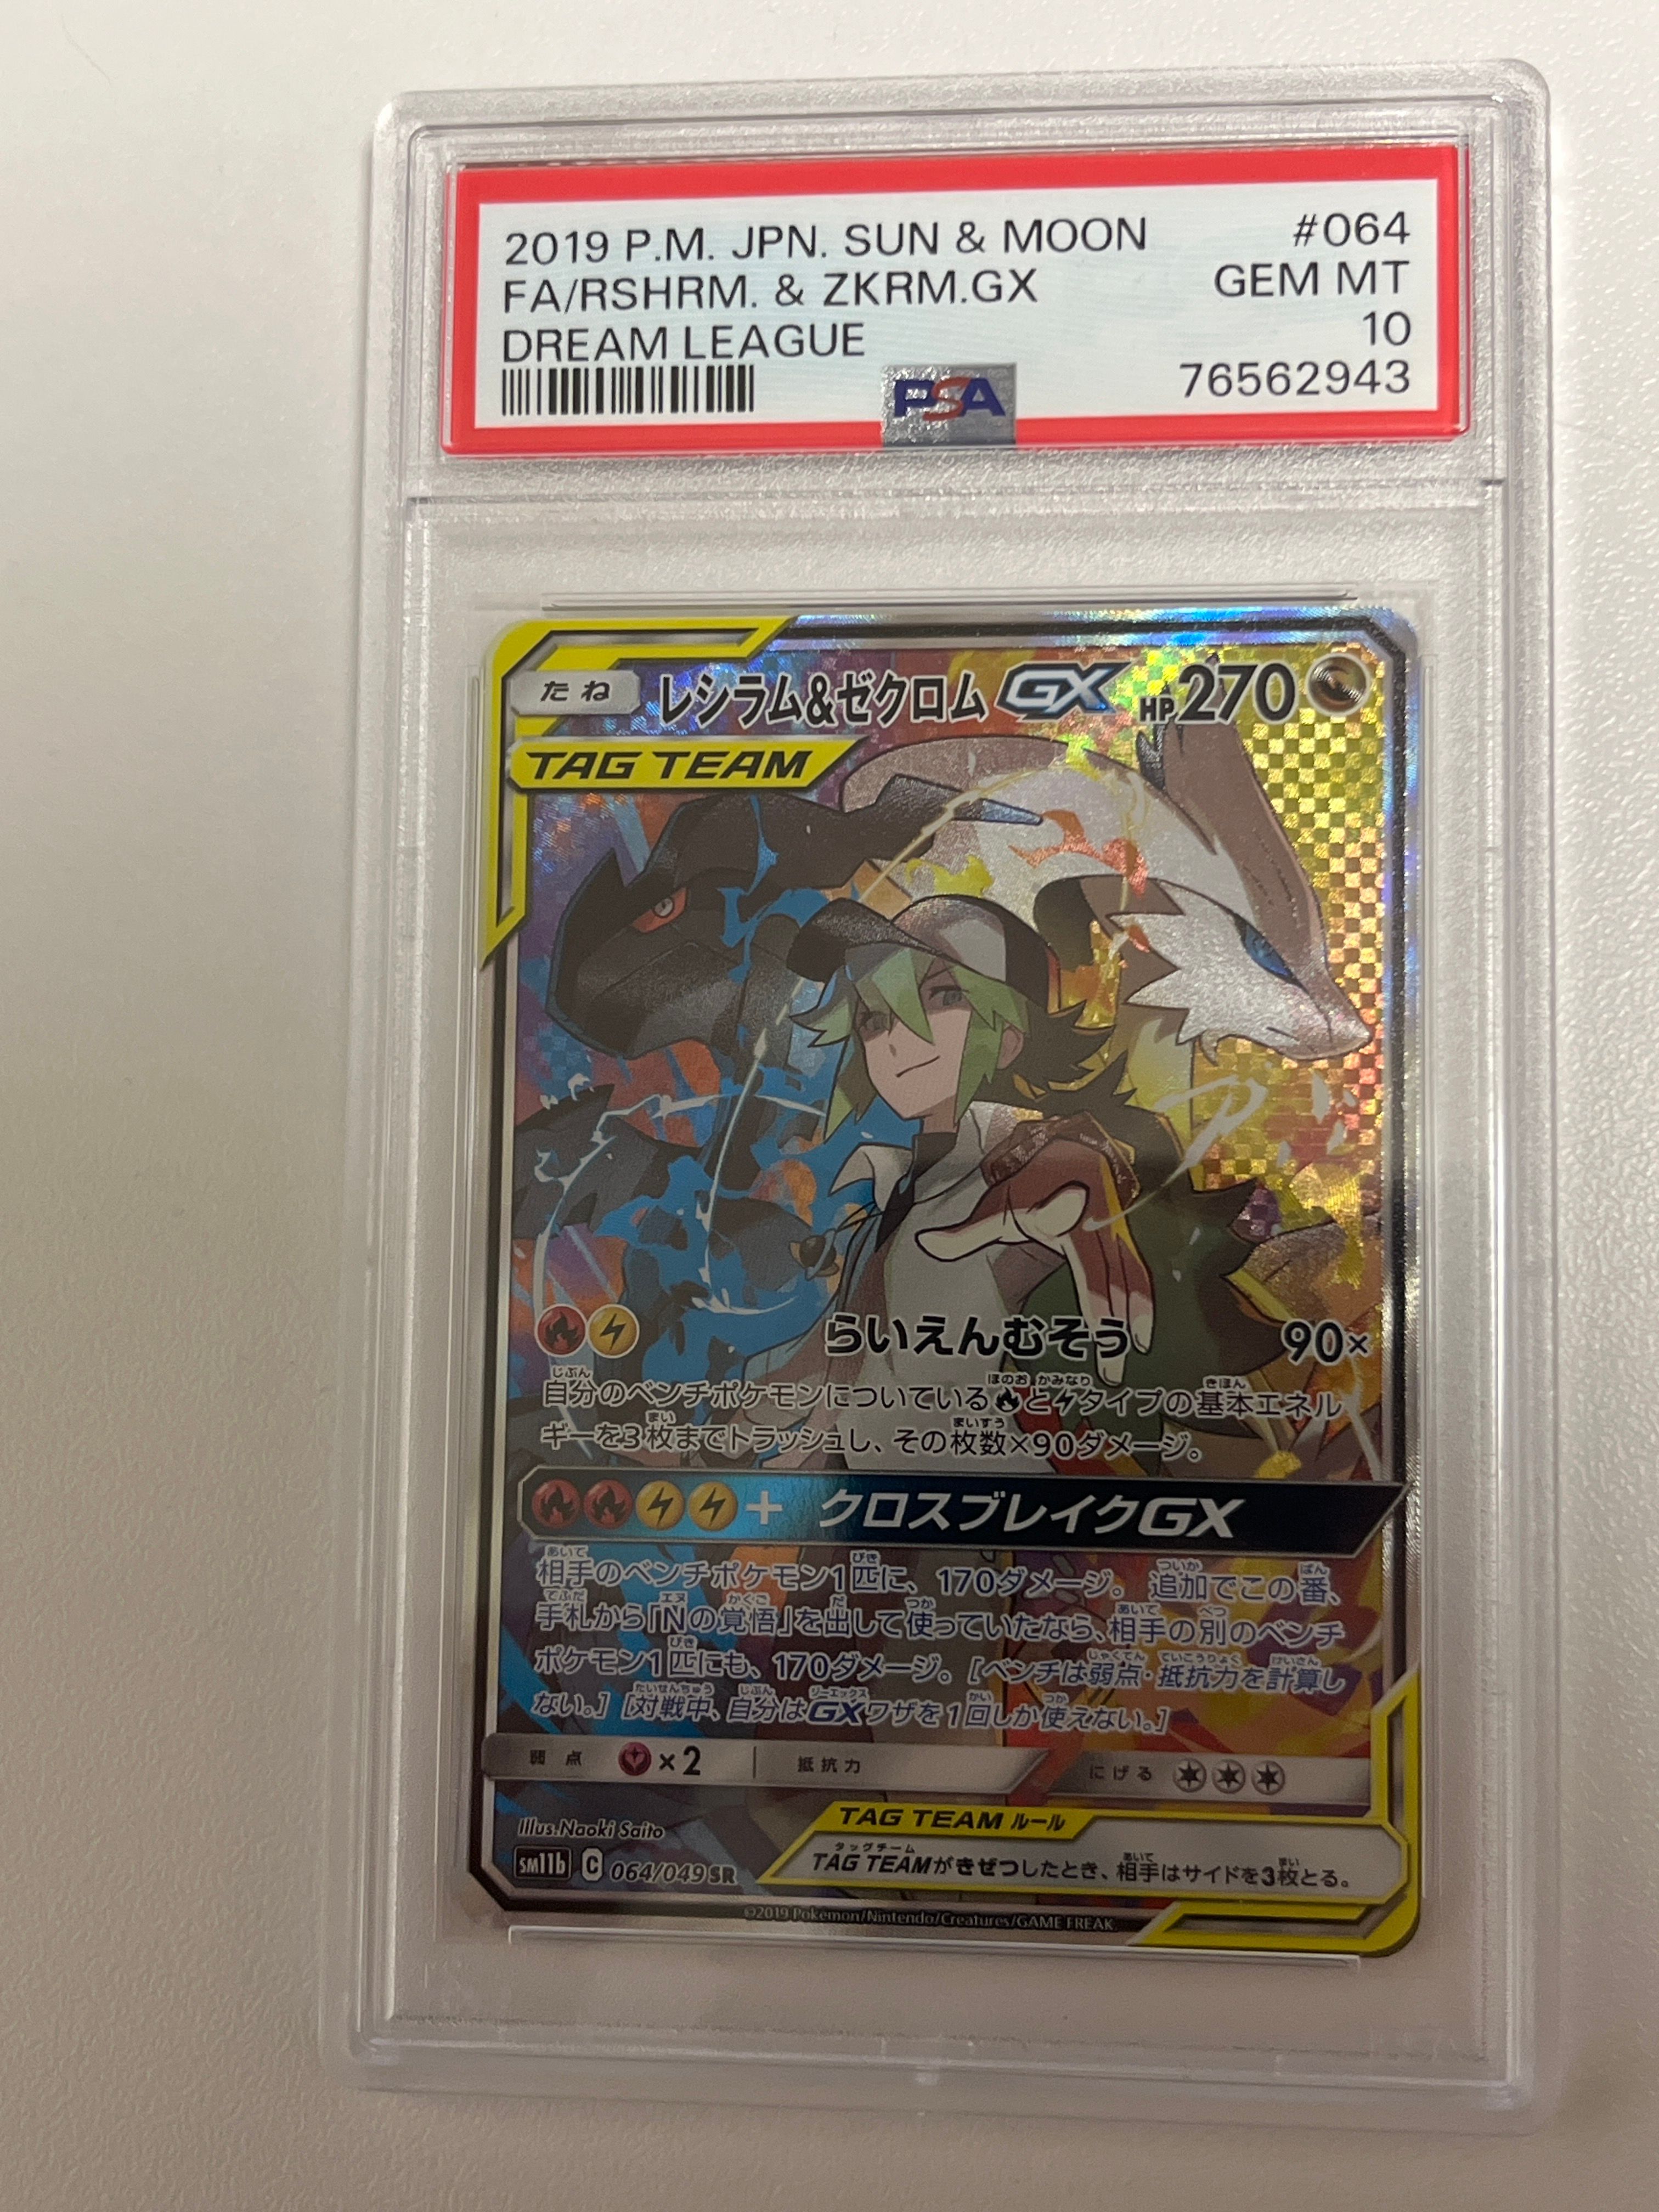 2019 P.M. JPN. SUN & MOON #064
FA/RSHRM. & ZKRM.GX GEM MT
DREAM LEAGUE 10
PSA 76562943
たね レシラム&ゼクロムGX HP270
TAG TEAM
らいえんむそう 90×
自分のベンチポケモンについているとタイプの基本エネル
ギーを3枚までトラッシュし、その枚数×90ダメージ。
+ クロスブレイクGX
相手のベンチポケモン1匹に、170ダメージ。追加でこの番、
手札から「Nの覚悟」を出して使っていたなら、相手の別のベンチ
ポケモン1匹にも、170ダメージ。[ベンチは弱点・抵抗力を計算し
ない。] [対戦中、自分はGXワザを1回しか使えない。]
弱点 ×2 抵抗力 にげる
Illus.Naoki Saito
TAG TEAM ルール
TAG TEAMがきぜつしたとき、相手はサイドを3枚とる。
SM11b C 064/049 SR
©2019 Pokémon/Nintendo/Creatures/GAME FREAK.